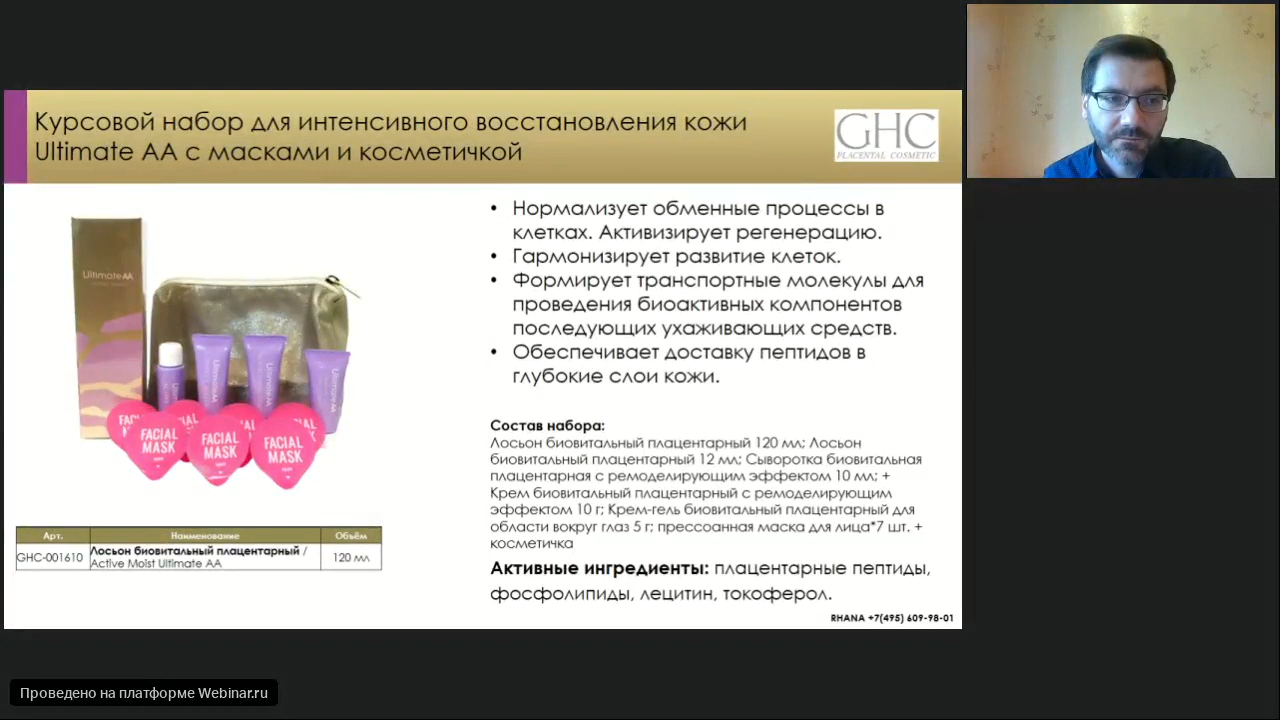 Курсовой набор для интенсивного восстановления кожи
Ultimate AA с масками и косметичкой
GHC
PLACENTAL COSMETIC
• Нормализует обменные процессы в
клетках. Активизирует регенерацию.
• Гармонизирует развитие клеток.
• Формирует транспортные молекулы для
проведения биоактивных компонентов
последующих ухаживающих средств.
• Обеспечивает доставку пептидов в
глубокие слои кожи.
UltimateAA
FACIAL
MASK
FACIAL
MASK
FACIAL
MASK
Состав набора:
Лосьон биовитальный плацентарный 120 мл; Лосьон
биовитальный плацентарный 12 мл; Сыворотка биовитальная
плацентарная с ремоделирующим эффектом 10 мл; +
Крем биовитальный плацентарный с ремоделирующим
эффектом 10 г; Крем-гель биовитальный плацентарный для
области вокруг глаз 5 г; прессоанная маска для лица*7 шт. +
косметичка
Активные ингредиенты: плацентарные пептиды,
фосфолипиды, лецитин, токоферол.
Арт. Наименование Объём
GHC-001610 Лосьон биовитальный плацентарный / 120 мл
Active Moist Ultimate AA
RHANA +7(495) 609-98-01
Проведено на платформе Webinar.ru